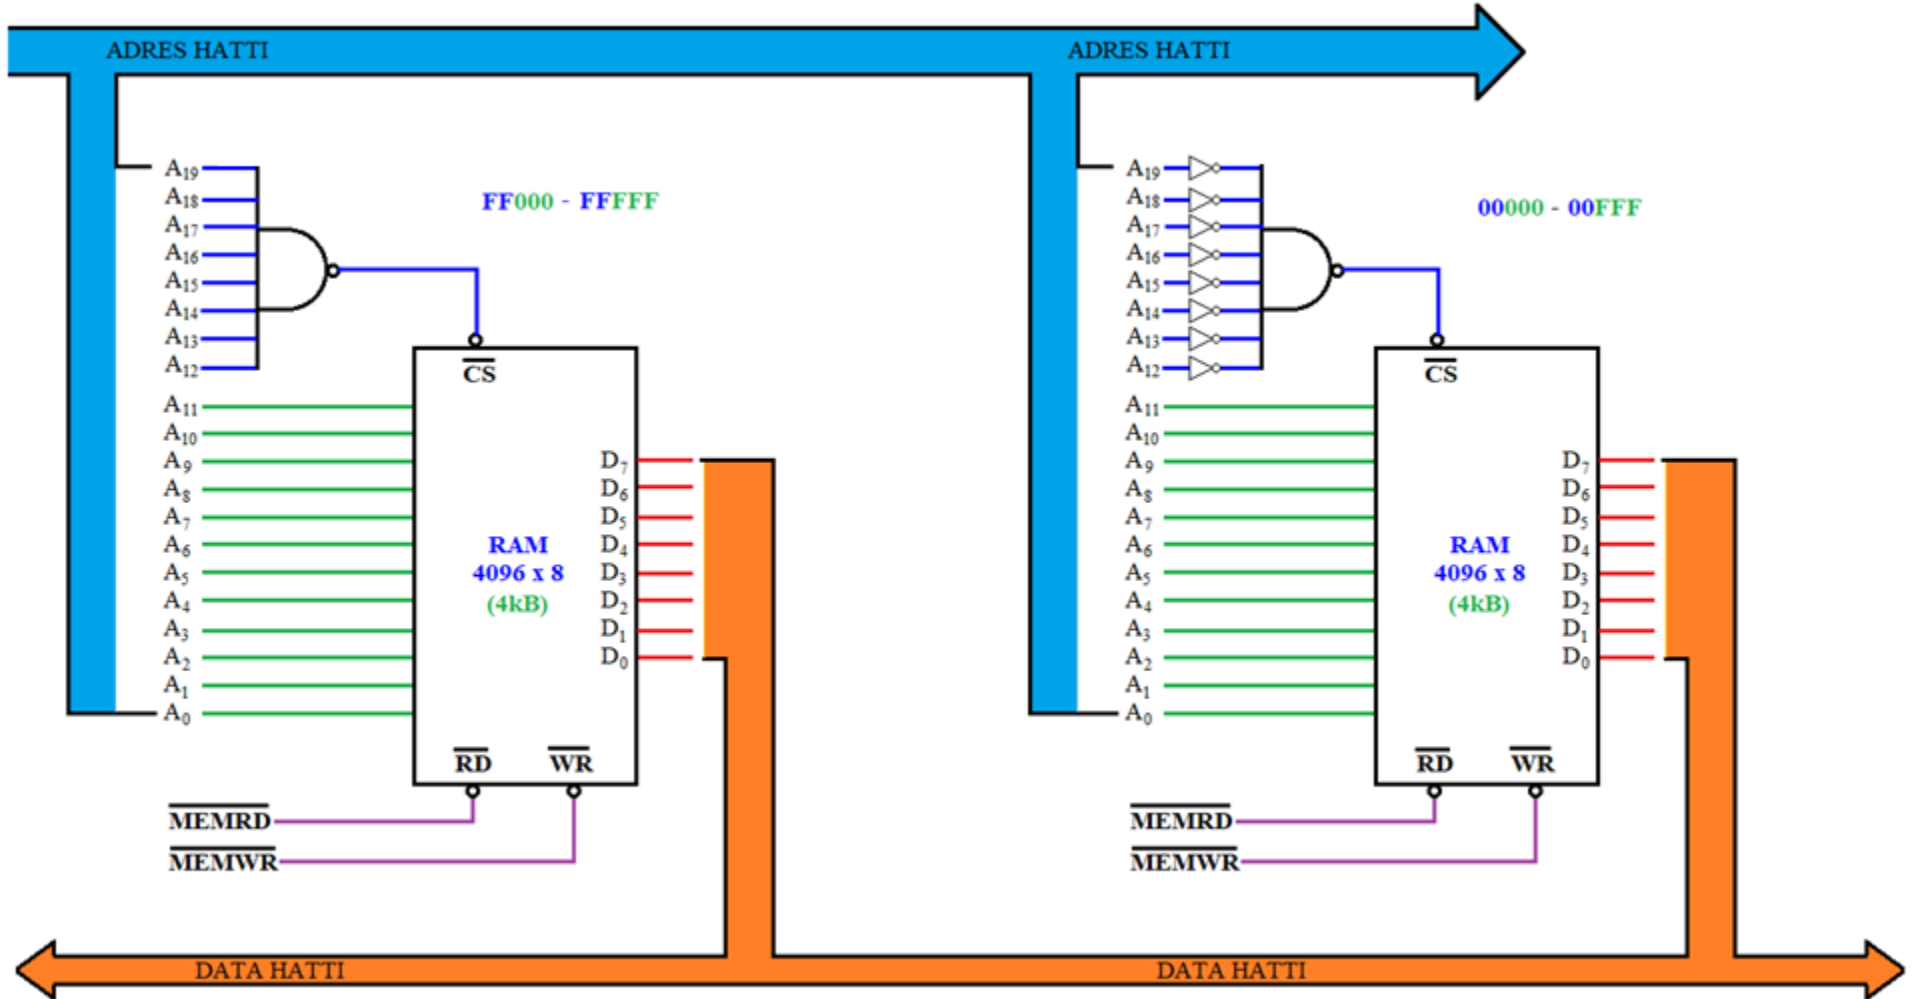 ADRES HATTI
ADRES HATTI
A19
A18
A17
A16
A15
A14
A13
A12
A11
A10
A9
A8
A7
A6
A5
A4
A3
A2
A1
A0
FF000 - FFFFF
CS
RAM
4096 x 8
(4kB)
D7
D6
D5
D4
D3
D2
D1
D0
RD WR
MEMRD
MEMWR
A19
A18
A17
A16
A15
A14
A13
A12
A11
A10
A9
A8
A7
A6
A5
A4
A3
A2
A1
A0
00000 - 00FFF
CS
RAM
4096 x 8
(4kB)
D7
D6
D5
D4
D3
D2
D1
D0
RD WR
MEMRD
MEMWR
DATA HATTI
DATA HATTI